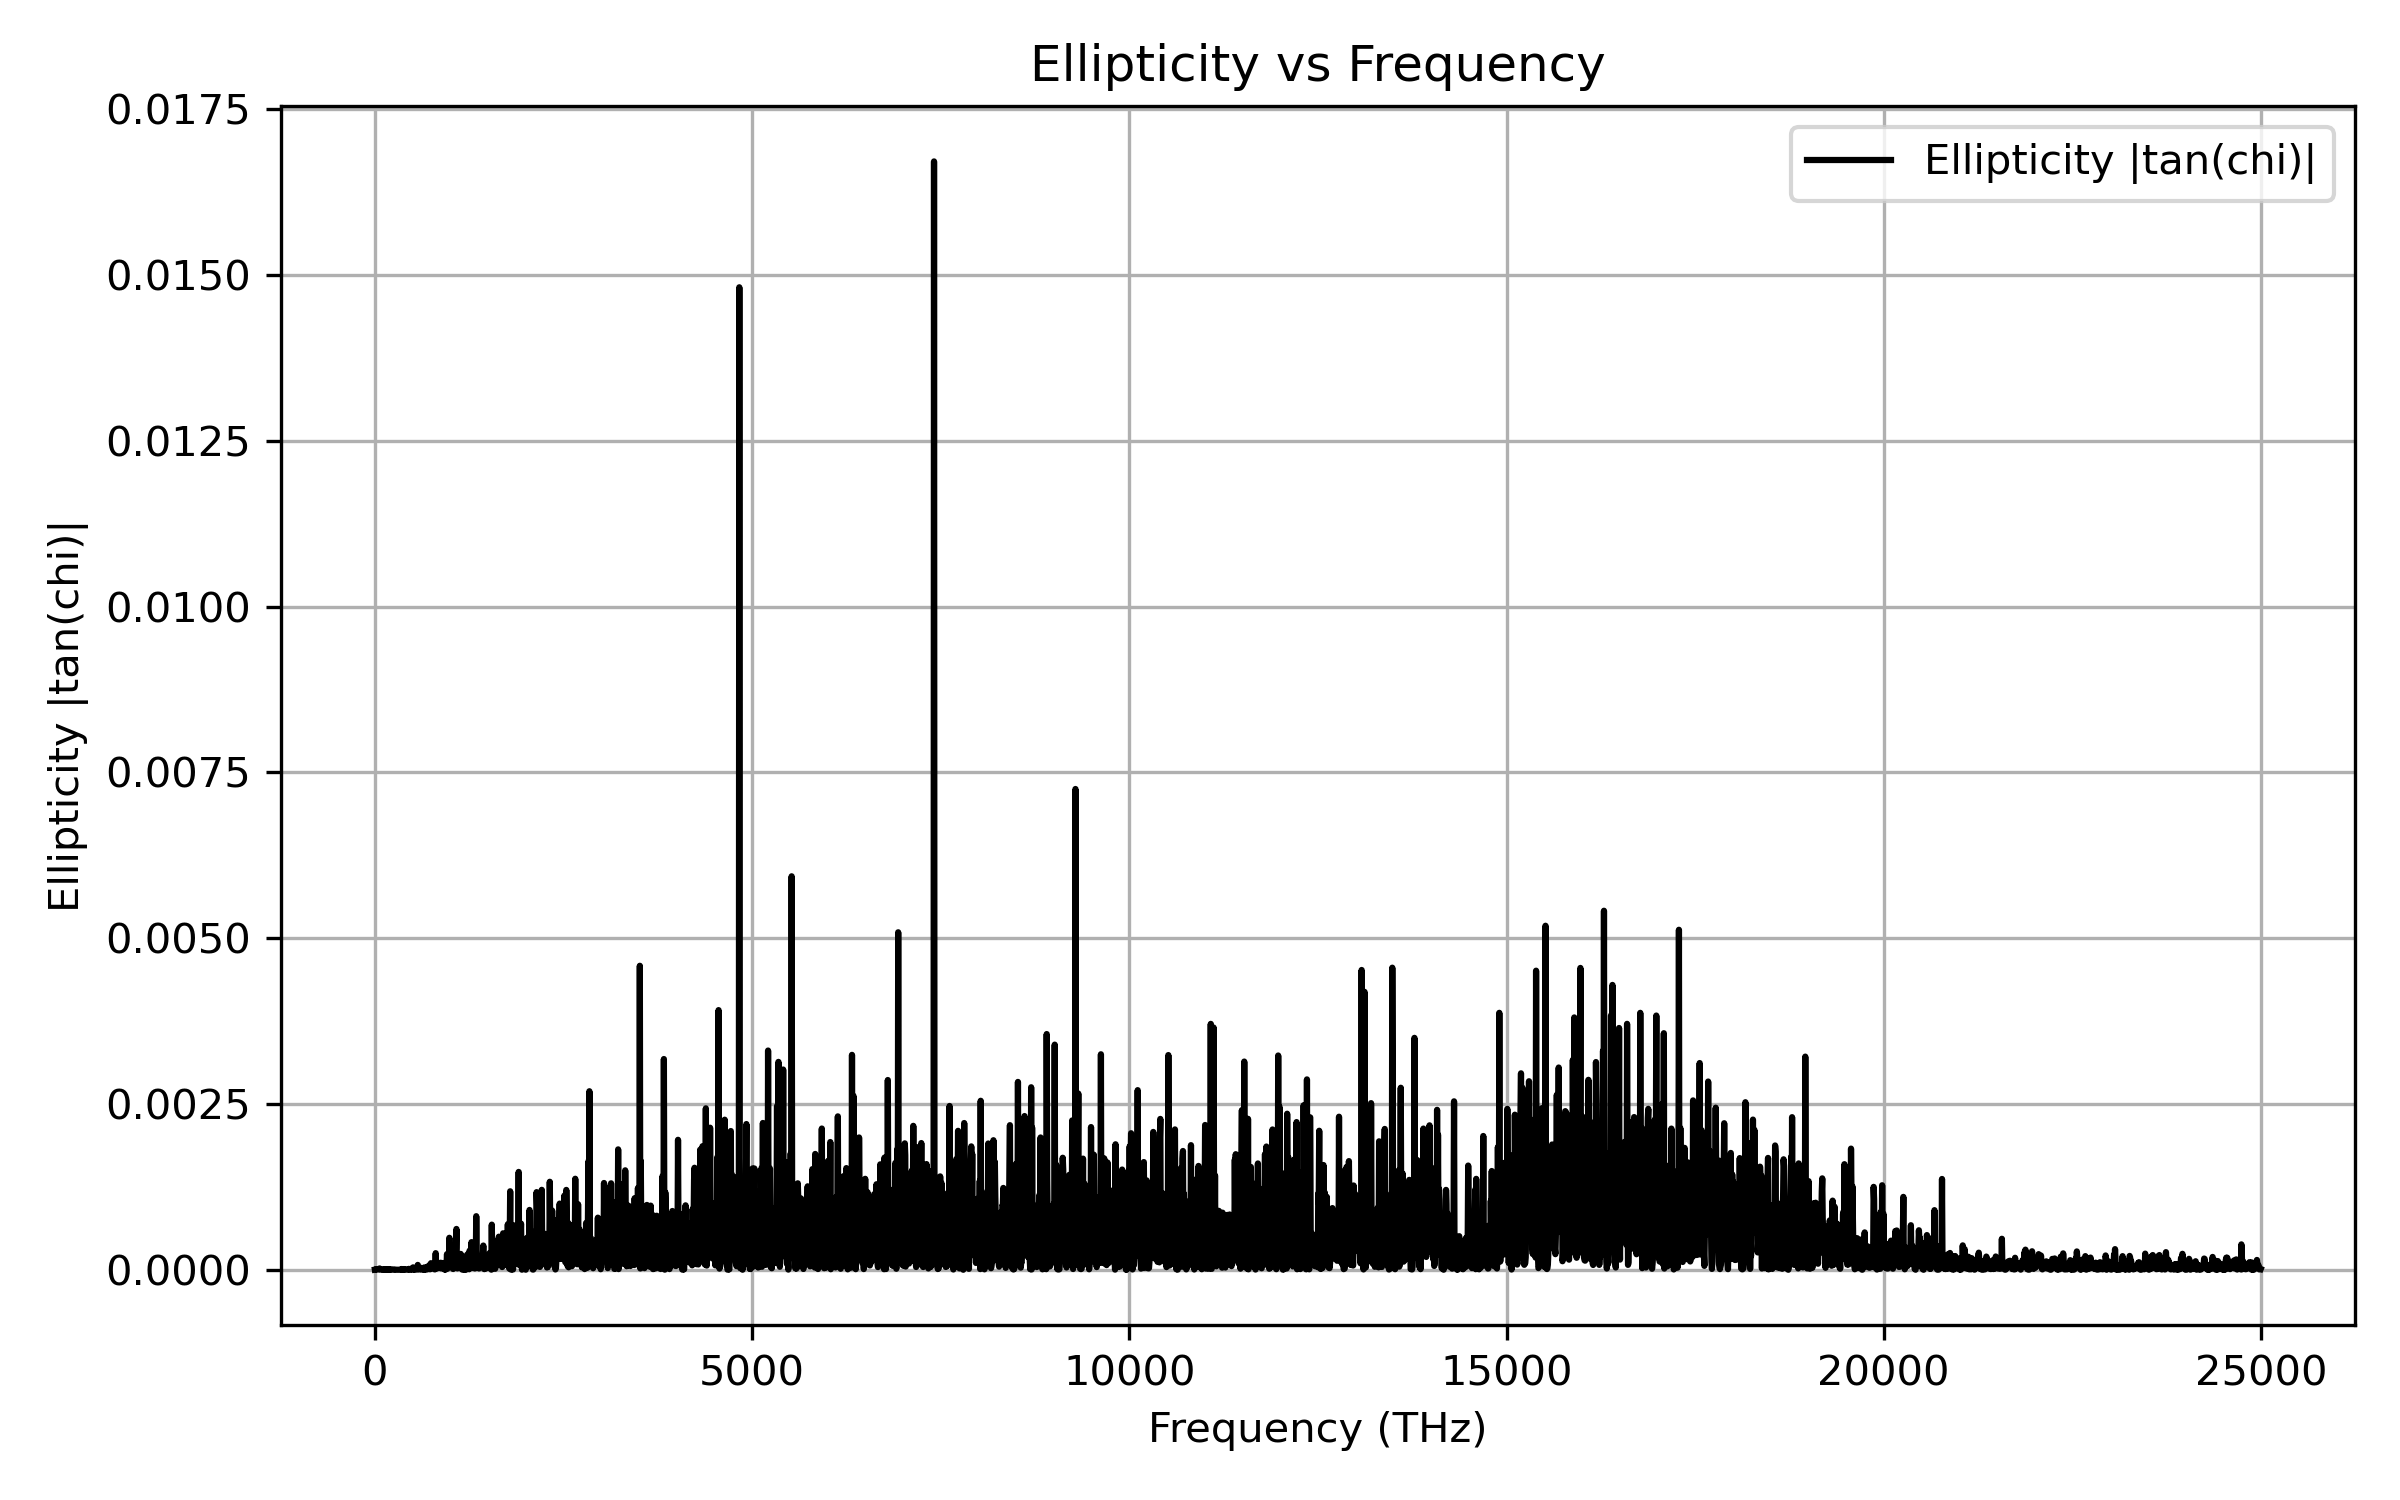 Ellipticity vs Frequency
Ellipticity |tan(chi)|
0.0175
0.0150
0.0125
0.0100
0.0075
0.0050
0.0025
0.0000
Ellipticity |tan(chi)|
0 5000 10000 15000 20000 25000
Frequency (THz)